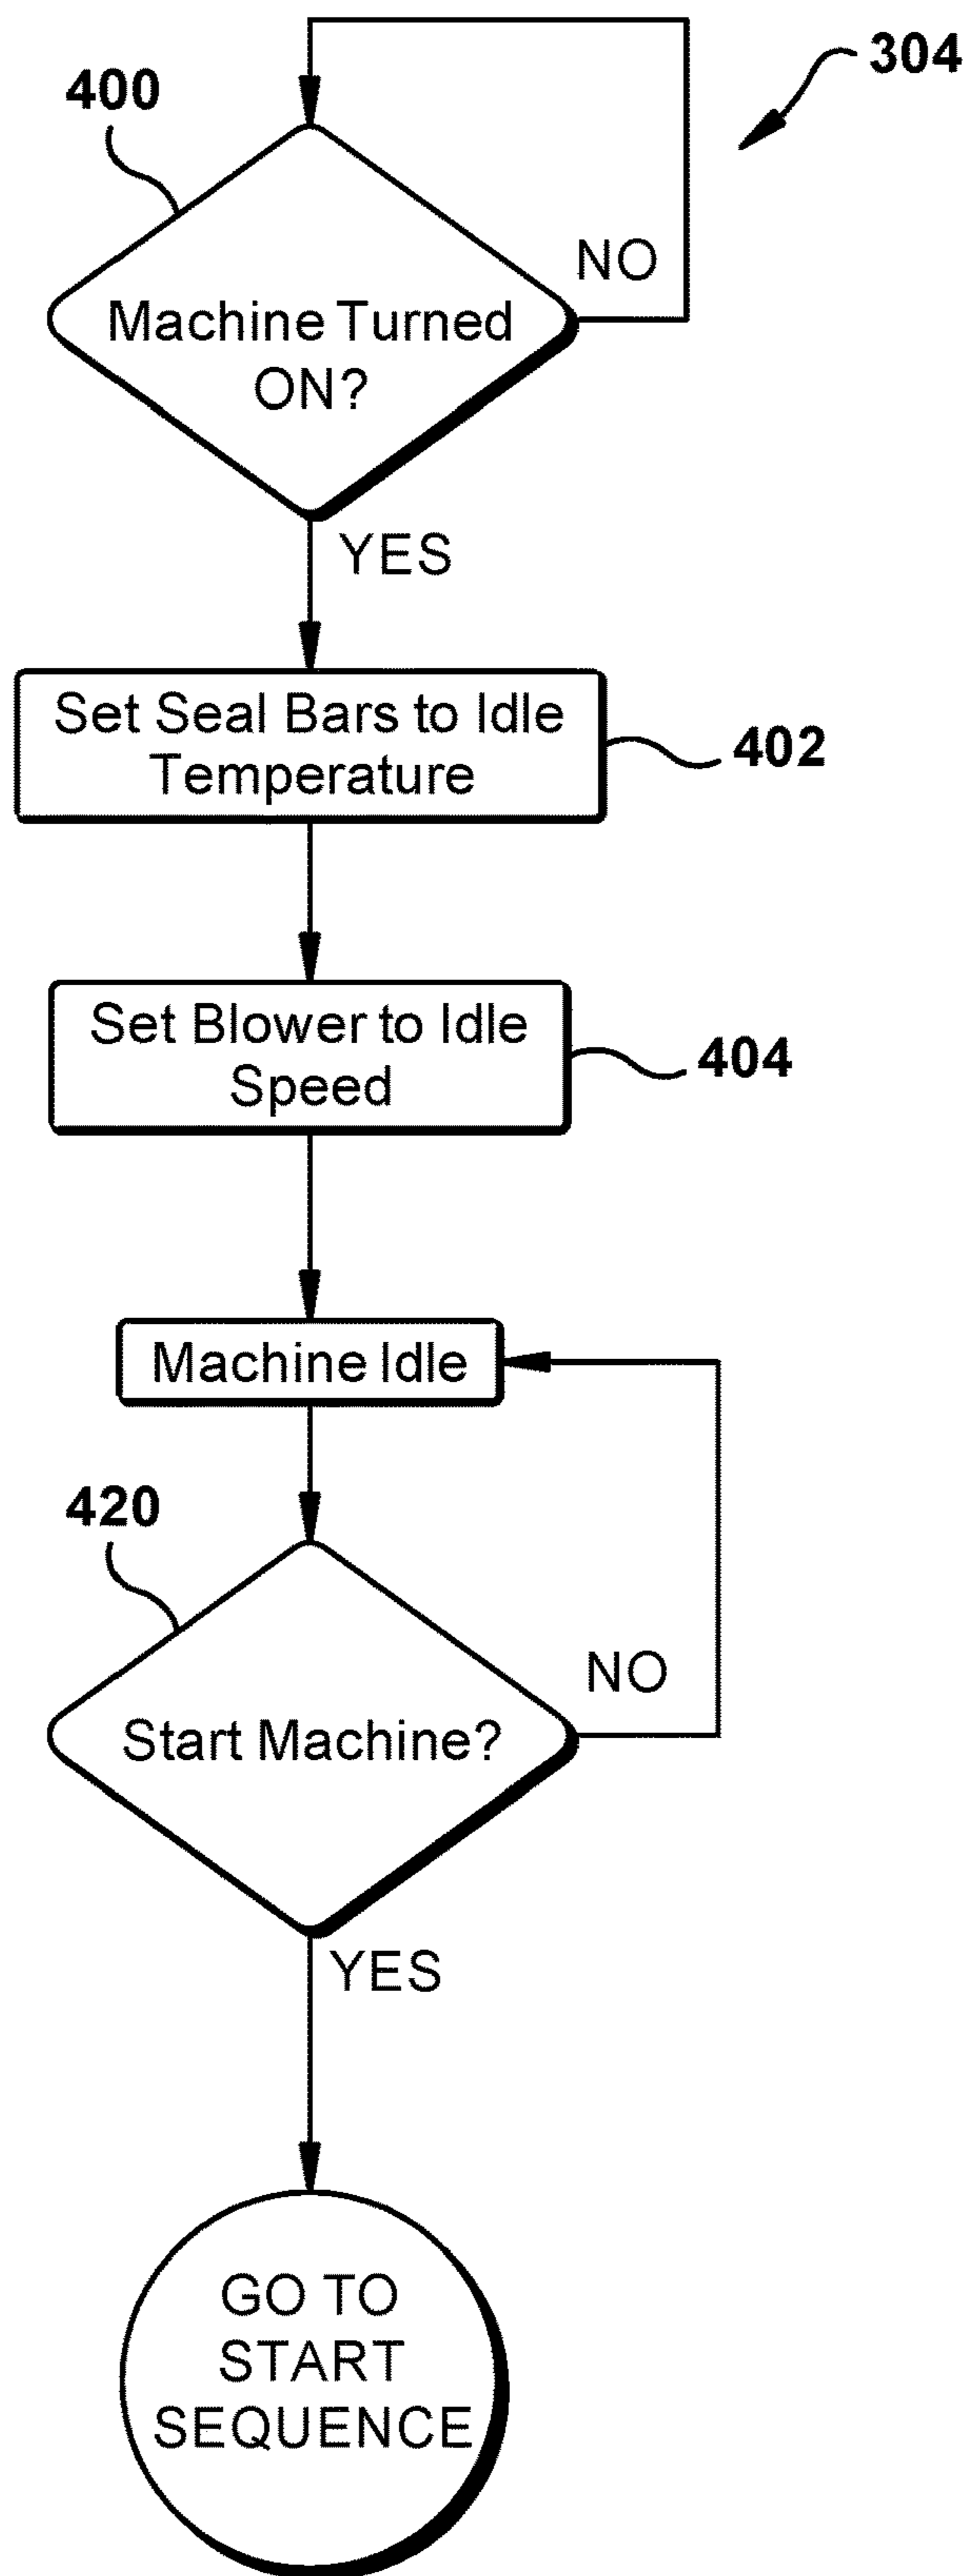 304
400
NO
Machine Turned
ON?
YES
Set Seal Bars to Idle
Temperature
402
Set Blower to Idle
Speed
404
Machine Idle
420
NO
Start Machine?
YES
GO TO
START
SEQUENCE